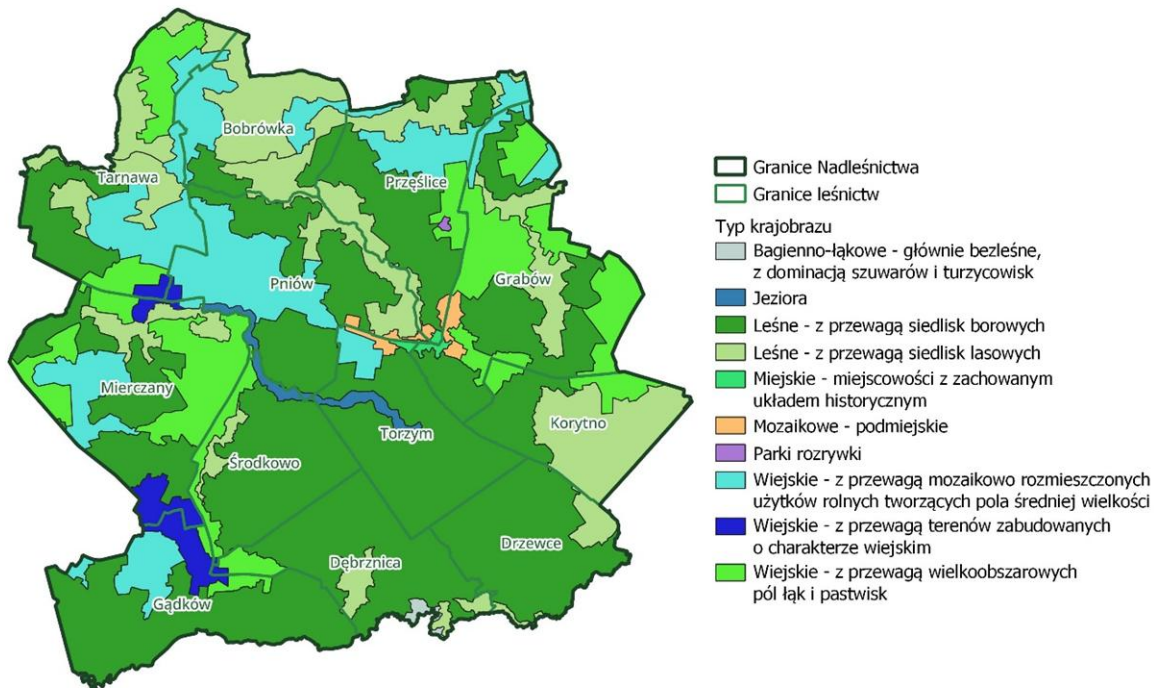 Bobrówka
Tarnawa
Przęślice
Pniów
Grabów
Mierczany
Korytno
Torzym
Środkowo
Drzewce
Dębrznica
Gądków
Granice Nadleśnictwa
Granice leśnictw
Typ krajobrazu
Bagienno-łąkowe - głównie bezleśne,
z dominacją szuwarów i turzycowisk
Jeziora
Leśne - z przewagą siedlisk borowych
Leśne - z przewagą siedlisk lasowych
Miejskie - miejscowości z zachowanym
układem historycznym
Mozaikowe - podmiejskie
Parki rozrywki
Wiejskie - z przewagą mozaikowo rozmieszczonych
użytków rolnych tworzących pola średniej wielkości
Wiejskie - z przewagą terenów zabudowanych
o charakterze wiejskim
Wiejskie - z przewagą wielkoobszarowych
pól łąk i pastwisk